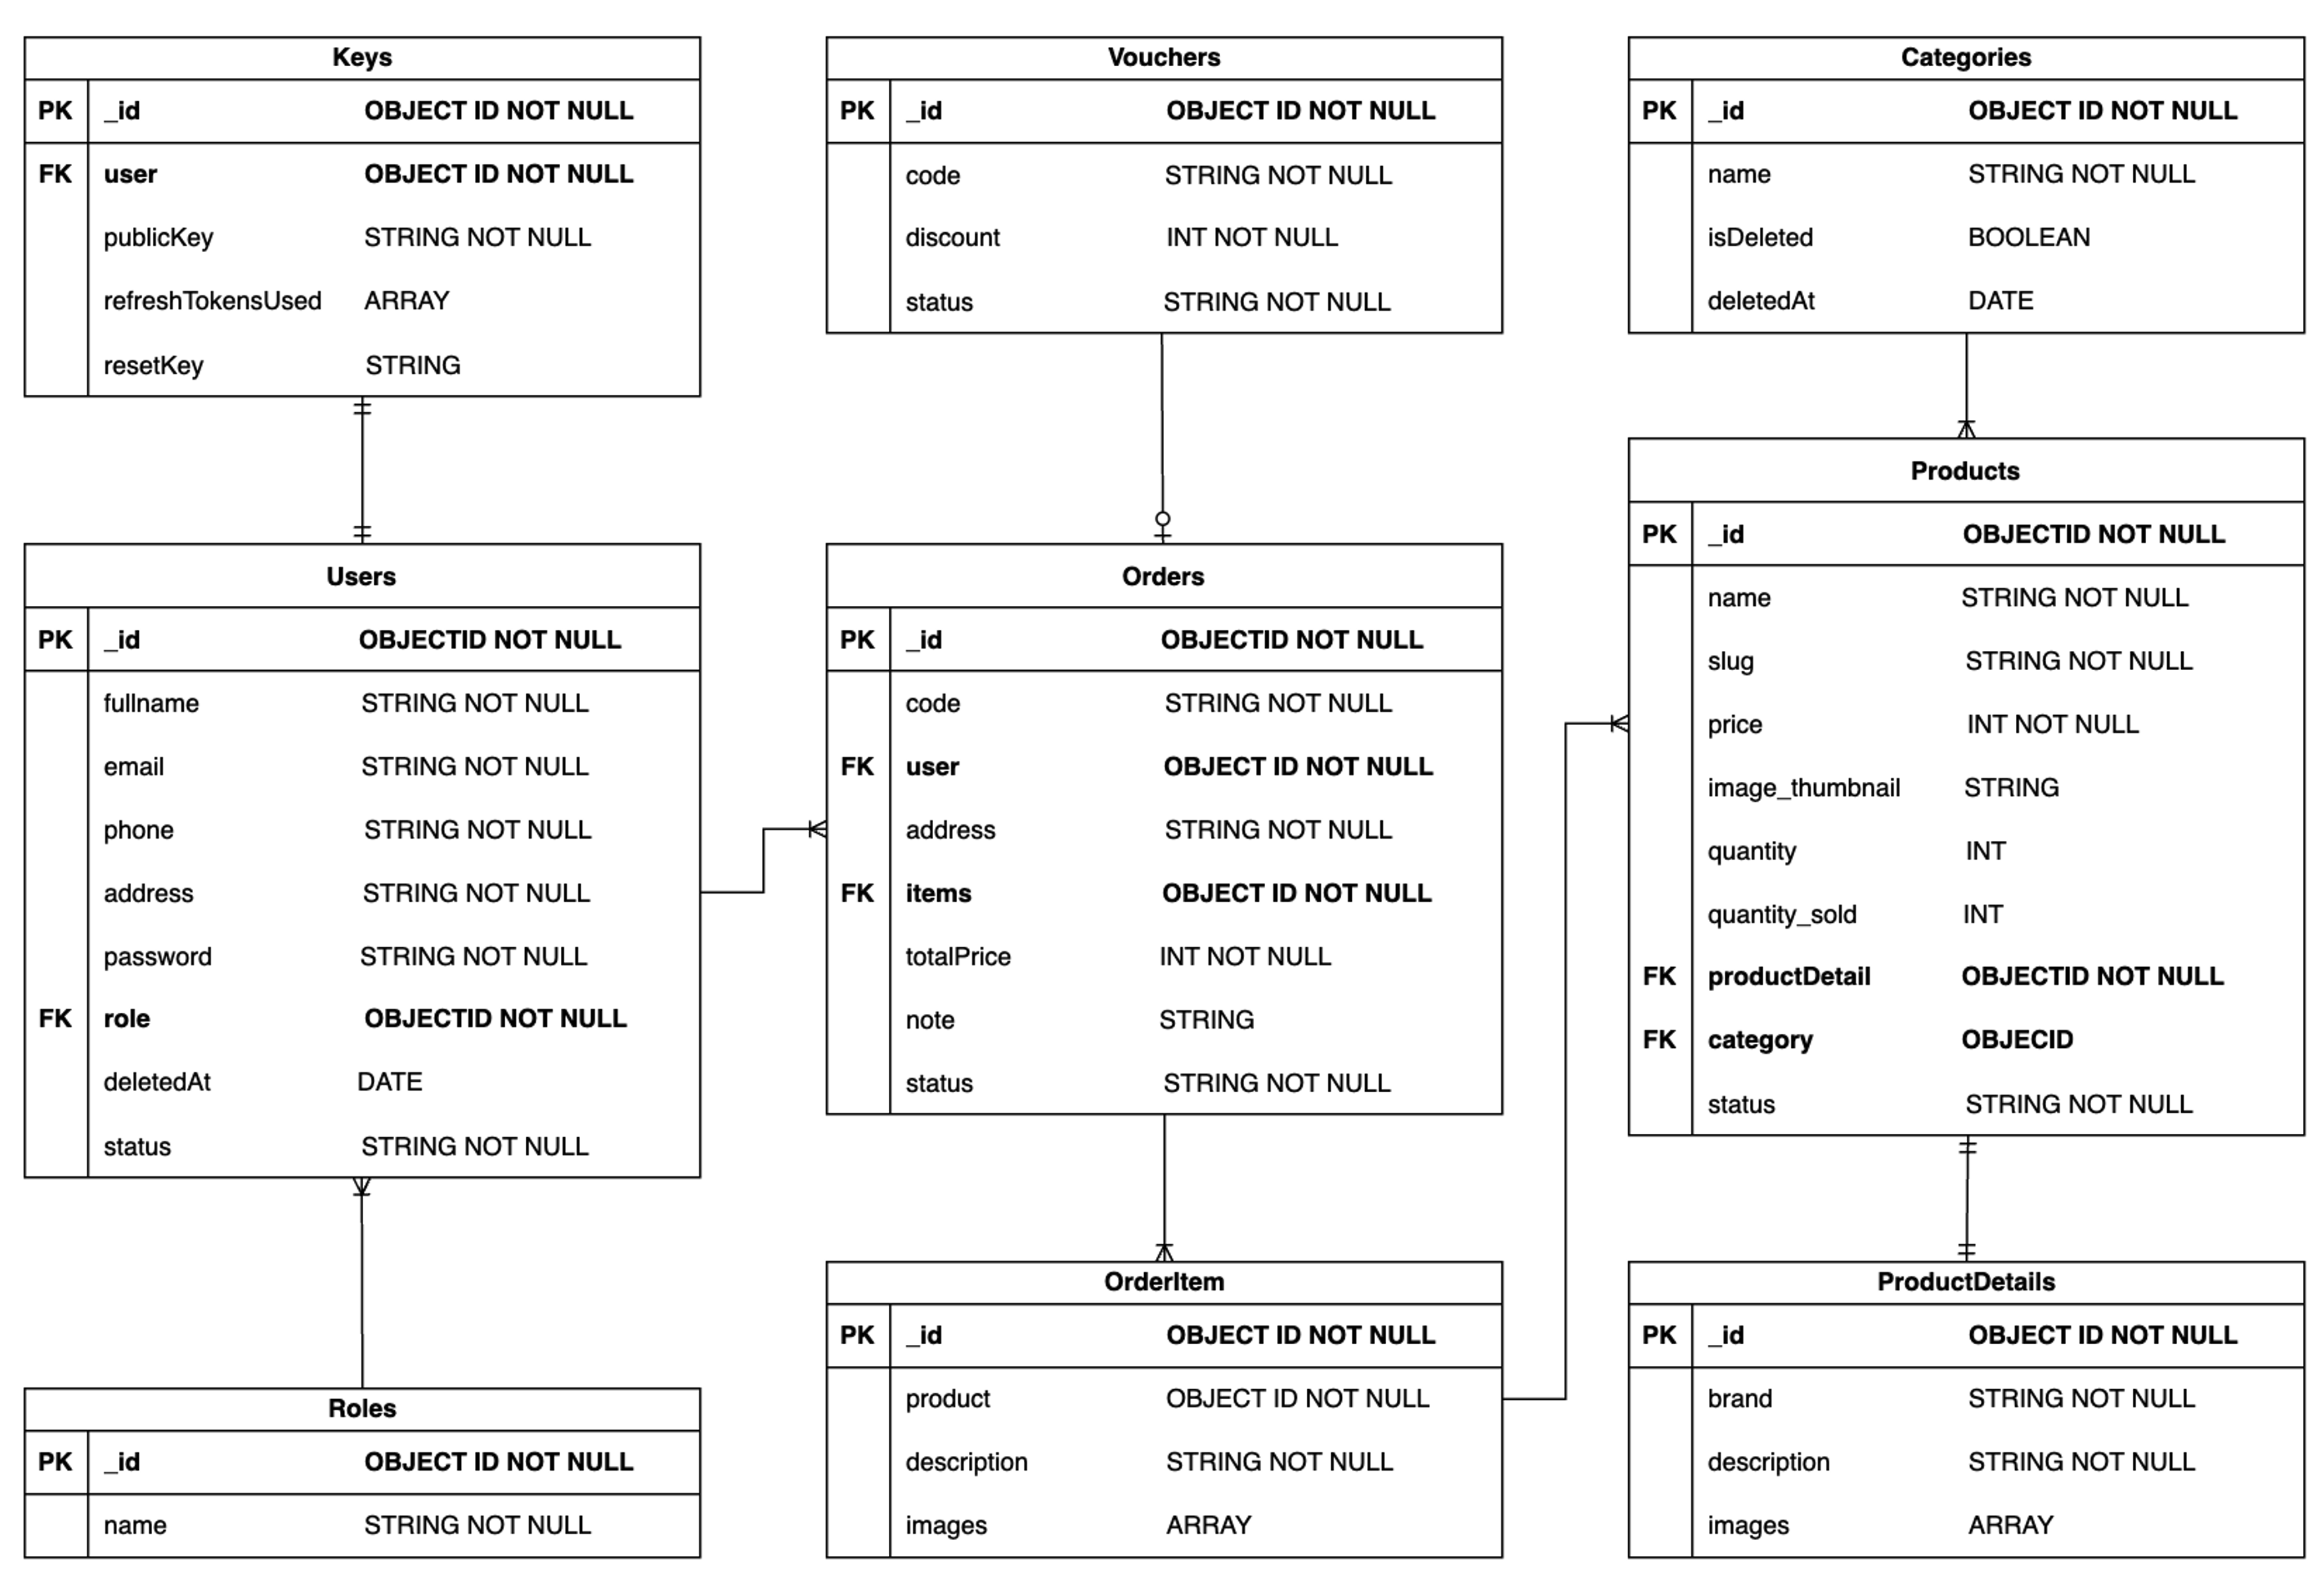 Keys
PK _id OBJECT ID NOT NULL
FK user OBJECT ID NOT NULL
publicKey STRING NOT NULL
refreshTokensUsed ARRAY
resetKey STRING
Vouchers
PK _id OBJECT ID NOT NULL
code STRING NOT NULL
discount INT NOT NULL
status STRING NOT NULL
Categories
PK _id OBJECT ID NOT NULL
name STRING NOT NULL
isDeleted BOOLEAN
deletedAt DATE
Users
PK _id OBJECTID NOT NULL
fullname STRING NOT NULL
email STRING NOT NULL
phone STRING NOT NULL
address STRING NOT NULL
password STRING NOT NULL
FK role OBJECTID NOT NULL
deletedAt DATE
status STRING NOT NULL
Orders
PK _id OBJECTID NOT NULL
code STRING NOT NULL
FK user OBJECT ID NOT NULL
address STRING NOT NULL
FK items OBJECT ID NOT NULL
totalPrice INT NOT NULL
note STRING
status STRING NOT NULL
Products
PK _id OBJECTID NOT NULL
name STRING NOT NULL
slug STRING NOT NULL
price INT NOT NULL
image_thumbnail STRING
quantity INT
quantity_sold INT
FK productDetail OBJECTID NOT NULL
FK category OBJECID
status STRING NOT NULL
Roles
PK _id OBJECT ID NOT NULL
name STRING NOT NULL
OrderItem
PK _id OBJECT ID NOT NULL
product OBJECT ID NOT NULL
description STRING NOT NULL
images ARRAY
ProductDetails
PK _id OBJECT ID NOT NULL
brand STRING NOT NULL
description STRING NOT NULL
images ARRAY